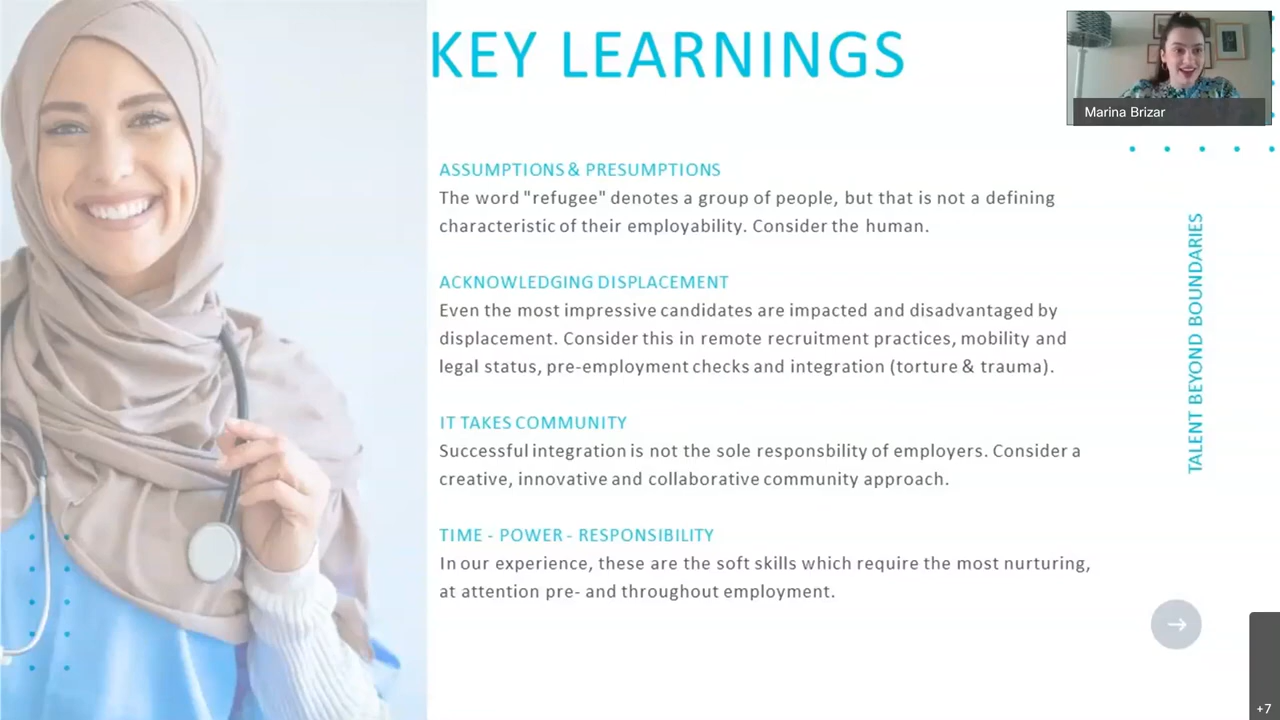 KEY LEARNINGS
Marina Brizar
ASSUMPTIONS & PRESUMPTIONS
The word "refugee" denotes a group of people, but that is not a defining
characteristic of their employability. Consider the human.
ACKNOWLEDGING DISPLACEMENT
Even the most impressive candidates are impacted and disadvantaged by
displacement. Consider this in remote recruitment practices, mobility and
legal status, pre-employment checks and integration (torture & trauma).
IT TAKES COMMUNITY
Successful integration is not the sole responsbility of employers. Consider a
creative, innovative and collaborative community approach.
TIME - POWER - RESPONSIBILITY
In our experience, these are the soft skills which require the most nurturing,
at attention pre- and throughout employment.
TALENT BEYOND BOUNDARIES
+7